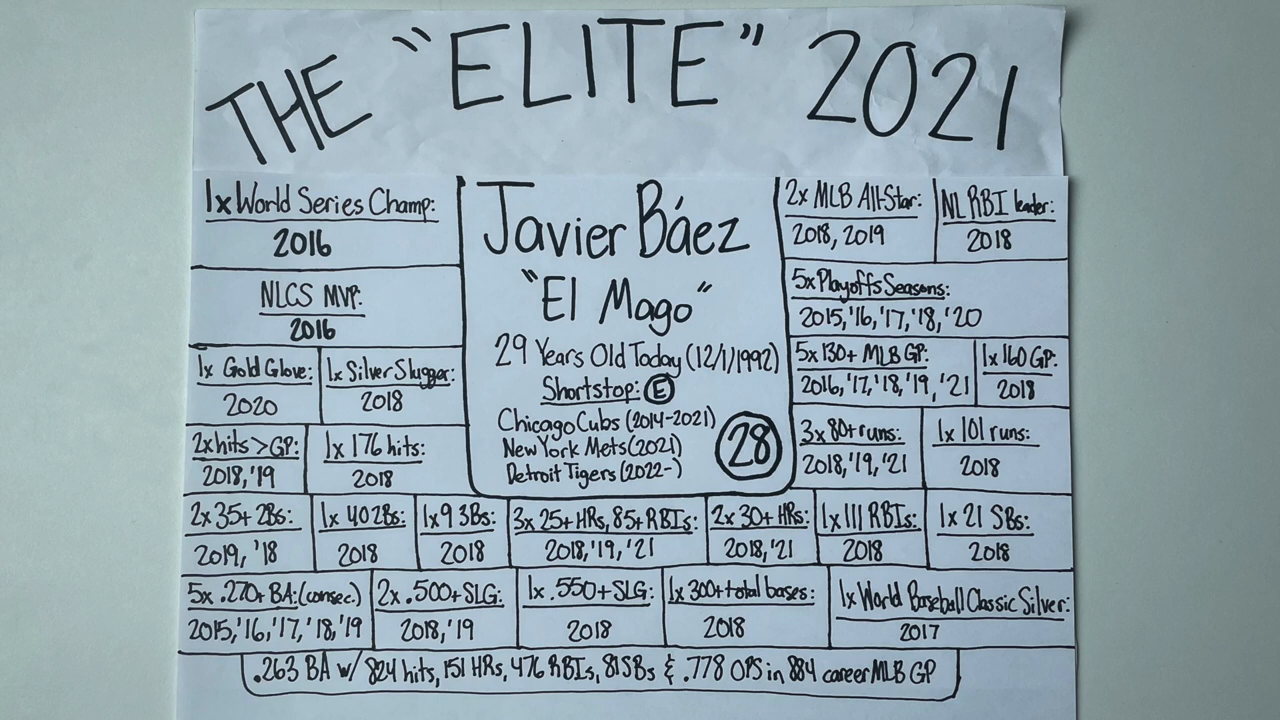 THE "ELITE" 2021
1x World Series Champ:
2016
NLCS MVP:
2016
1x Gold Glove:
2020
1x Silver Slugger:
2018
2x hits > GP:
2018, '19
1x 176 hits:
2018
Javier Báez
"El Mago"
29 Years Old Today (12/1/1992)
Shortstop: E
Chicago Cubs (2014-2021)
New York Mets (2021)
Detroit Tigers (2022-)
28
2x MLB All-Star:
2018, 2019
NL RBI leader:
2018
5x Playoffs Seasons:
2015, '16, '17, '18, '20
5x 130+ MLB GP:
2016, '17, '18, '19, '21
1x 160 GP:
2018
3x 80+ runs:
2018, '19, '21
1x 101 runs:
2018
2x 35+ 2Bs:
2019, '18
1x 40 2Bs:
2018
1x 9 3Bs:
2018
3x 25+ HRs, 85+ RBIs:
2018, '19, '21
2x 30+ HRs:
2018, '21
1x 111 RBIs:
2018
1x 21 SBs:
2018
5x .270+ BA: (consec.)
2015, '16, '17, '18, '19
2x .500+ SLG:
2018, '19
1x .550+ SLG:
2018
1x 300+ total bases:
2018
1x World Baseball Classic Silver:
2017
.263 BA w/ 824 hits, 151 HRs, 476 RBIs, 81 SBs & .778 OPS in 884 career MLB GP